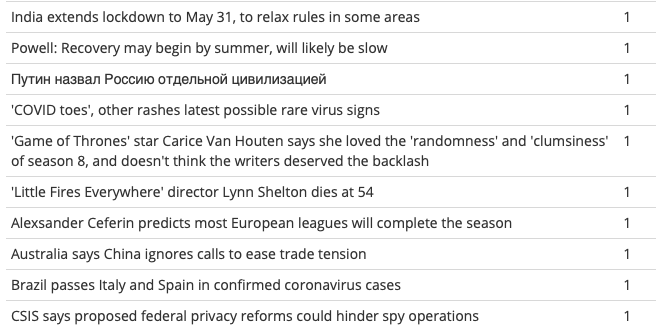 India extends lockdown to May 31, to relax rules in some areas 1
Powell: Recovery may begin by summer, will likely be slow 1
Путин назвал Россию отдельной цивилизацией 1
'COVID toes', other rashes latest possible rare virus signs 1
'Game of Thrones' star Carice Van Houten says she loved the 'randomness' and 'clumsiness' 1
of season 8, and doesn't think the writers deserved the backlash
'Little Fires Everywhere' director Lynn Shelton dies at 54 1
Alexsander Ceferin predicts most European leagues will complete the season 1
Australia says China ignores calls to ease trade tension 1
Brazil passes Italy and Spain in confirmed coronavirus cases 1
CSIS says proposed federal privacy reforms could hinder spy operations 1